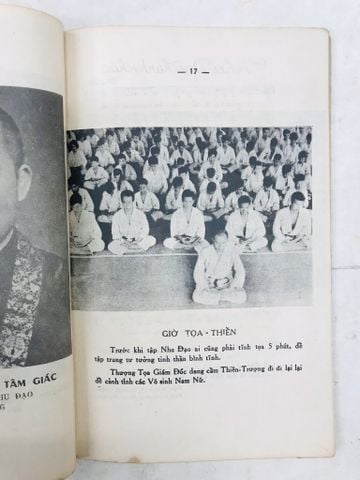 TÂM GIÁC
ĐẠO
— 17 —
GIỜ TỌA - THIỀN
Trước khi tập Nhu Đạo ai cũng phải tĩnh tọa 5 phút, để
tập trung tư tưởng tinh thần bình tĩnh.
Thượng Tọa Giám Đốc đang cầm Thiền-Trượng đi đi lại lại
để cảnh tỉnh các Võ sinh Nam Nữ.